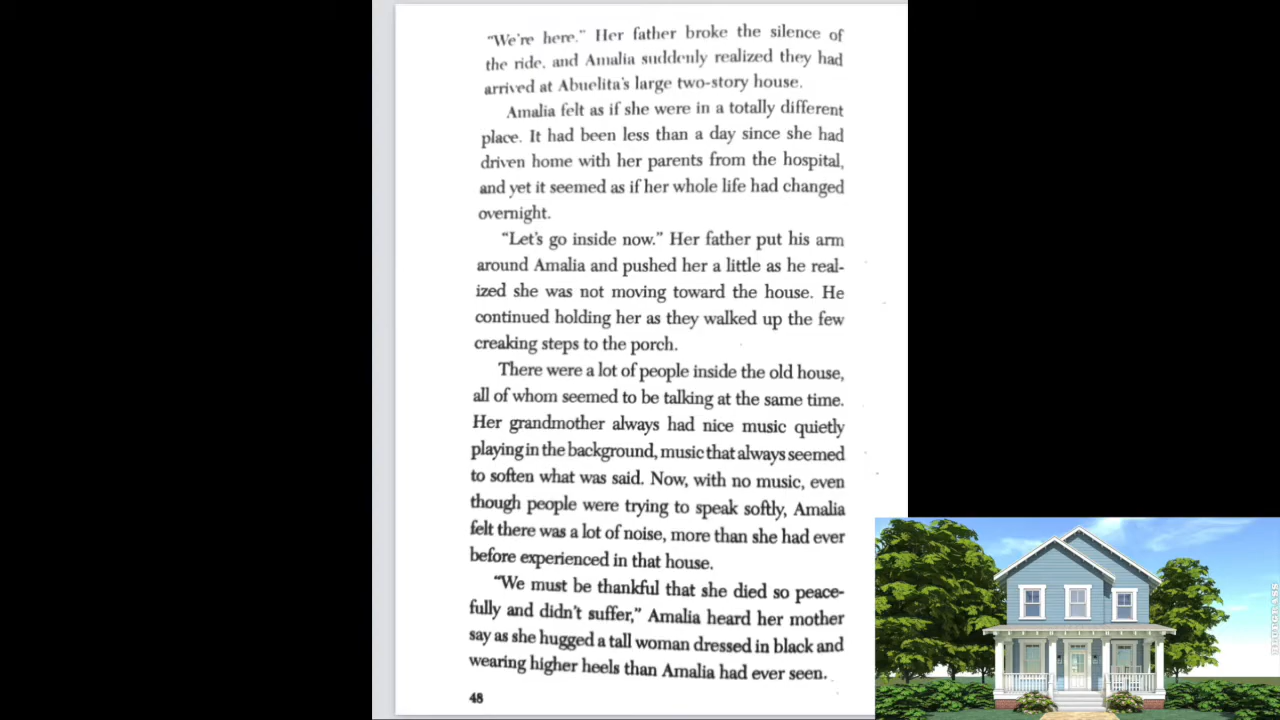 "We're here." Her father broke the silence of
the ride, and Amalia suddenly realized they had
arrived at Abuelita's large two-story house.
Amalia felt as if she were in a totally different
place. It had been less than a day since she had
driven home with her parents from the hospital,
and yet it seemed as if her whole life had changed
overnight.
"Let's go inside now." Her father put his arm
around Amalia and pushed her a little as he real-
ized she was not moving toward the house. He
continued holding her as they walked up the few
creaking steps to the porch.
There were a lot of people inside the old house,
all of whom seemed to be talking at the same time.
Her grandmother always had nice music quietly
playing in the background, music that always seemed
to soften what was said. Now, with no music, even
though people were trying to speak softly, Amalia
felt there was a lot of noise, more than she had ever
before experienced in that house.
"We must be thankful that she died so peace-
fully and didn't suffer," Amalia heard her mother
say as she hugged a tall woman dressed in black and
wearing higher heels than Amalia had ever seen.
48